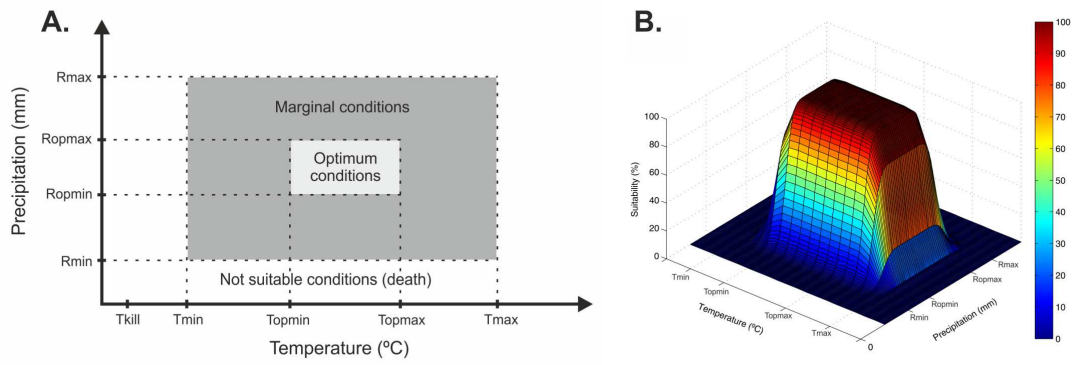 A.
Precipitation (mm)
Rmax
Ropmax
Ropmin
Rmin
Marginal conditions
Optimum
conditions
Not suitable conditions (death)
Tkill
Tmin
Topmin
Topmax
Tmax
Temperature (ºC)
B.
Suitability (%)
100
80
60
40
20
0
Tmin
Topmin
Topmax
Tmax
Temperature (ºC)
0
Rmin
Ropmin
Ropmax
Rmax
Precipitation (mm)
100
90
80
70
60
50
40
30
20
10
0